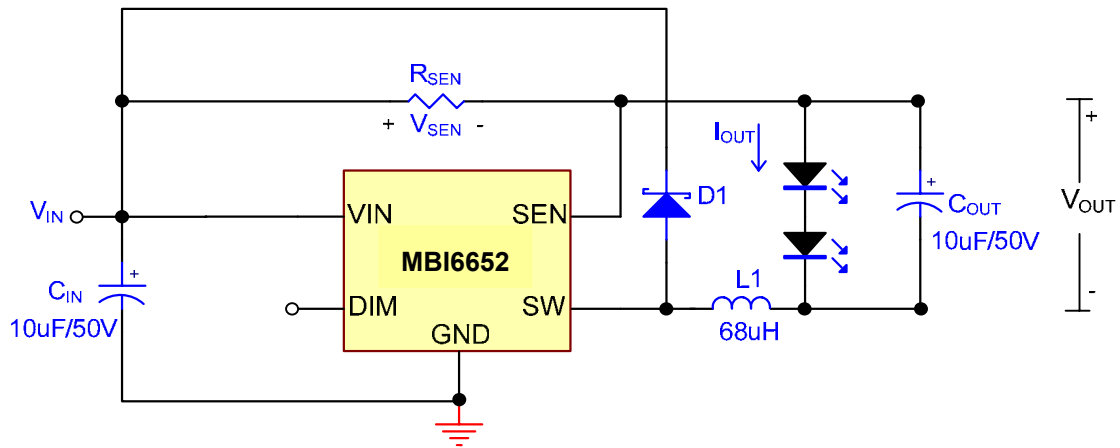 RSEN
+ VSEN -
IOUT
+
VIN
VIN
SEN
D1
+
COUT
10uF/50V
VOUT
MBI6652
+
CIN
10uF/50V
DIM
SW
L1
68uH
-
GND